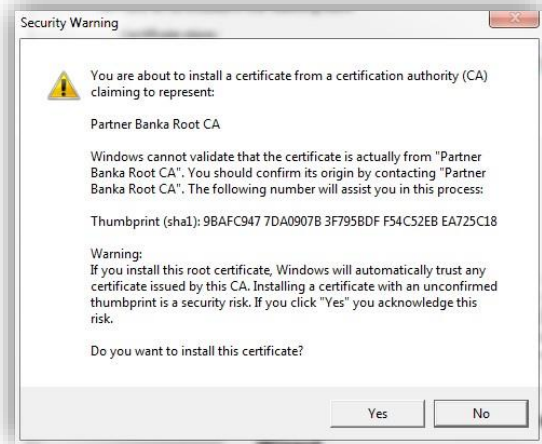 Security Warning
You are about to install a certificate from a certification authority (CA)
claiming to represent:
Partner Banka Root CA
Windows cannot validate that the certificate is actually from "Partner
Banka Root CA". You should confirm its origin by contacting "Partner
Banka Root CA". The following number will assist you in this process:
Thumbprint (sha1): 9BAFC947 7DA0907B 3F795BDF F54C52EB EA725C18
Warning:
If you install this root certificate, Windows will automatically trust any
certificate issued by this CA. Installing a certificate with an unconfirmed
thumbprint is a security risk. If you click "Yes" you acknowledge this
risk.
Do you want to install this certificate?
Yes No